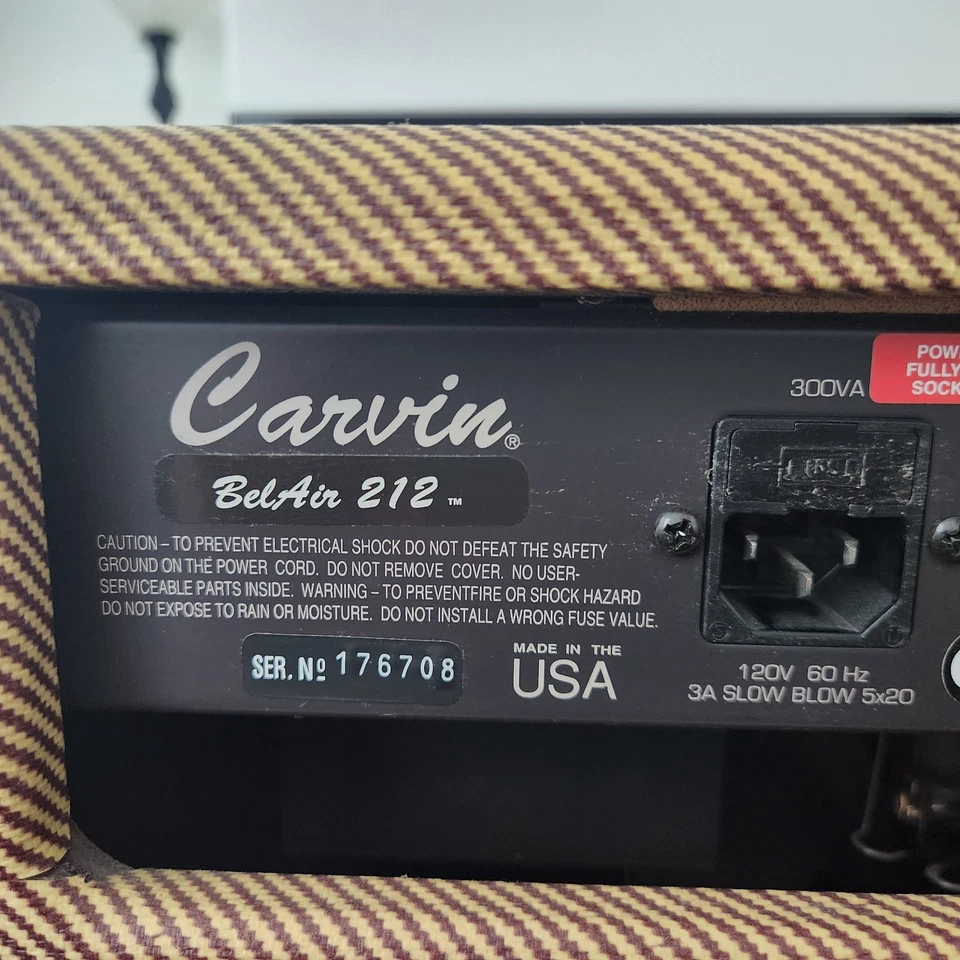 Carvin®
BelAir 212 ™
CAUTION – TO PREVENT ELECTRICAL SHOCK DO NOT DEFEAT THE SAFETY
GROUND ON THE POWER CORD. DO NOT REMOVE COVER. NO USER-
SERVICEABLE PARTS INSIDE. WARNING – TO PREVENTFIRE OR SHOCK HAZARD
DO NOT EXPOSE TO RAIN OR MOISTURE. DO NOT INSTALL A WRONG FUSE VALUE.
SER. Nº 176708
MADE IN THE
USA
300VA
FULLY
120V 60 Hz
3A SLOW BLOW 5x20